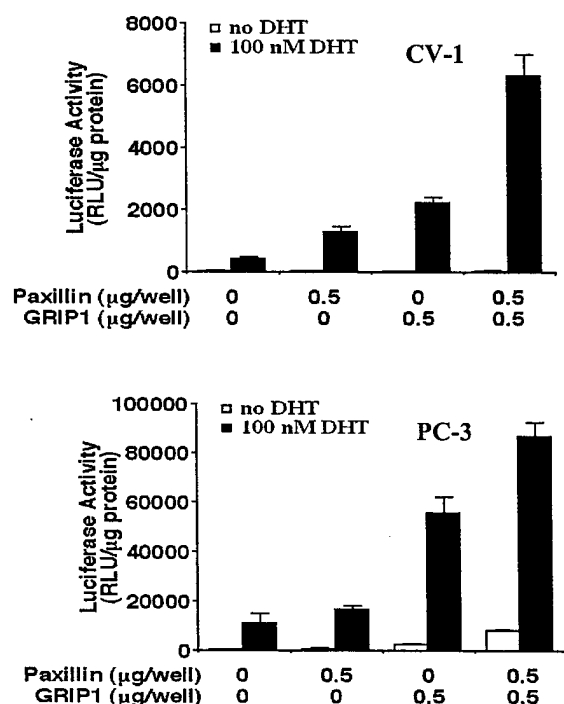 no DHT
100 nM DHT
CV-1
Luciferase Activity
(RLU/µg protein)
8000
6000
4000
2000
0
Paxillin (µg/well) 0 0.5 0 0.5
GRIP1 (µg/well) 0 0 0.5 0.5
no DHT
100 nM DHT
PC-3
Luciferase Activity
(RLU/µg protein)
100000
80000
60000
40000
20000
0
Paxillin (µg/well) 0 0.5 0 0.5
GRIP1 (µg/well) 0 0 0.5 0.5